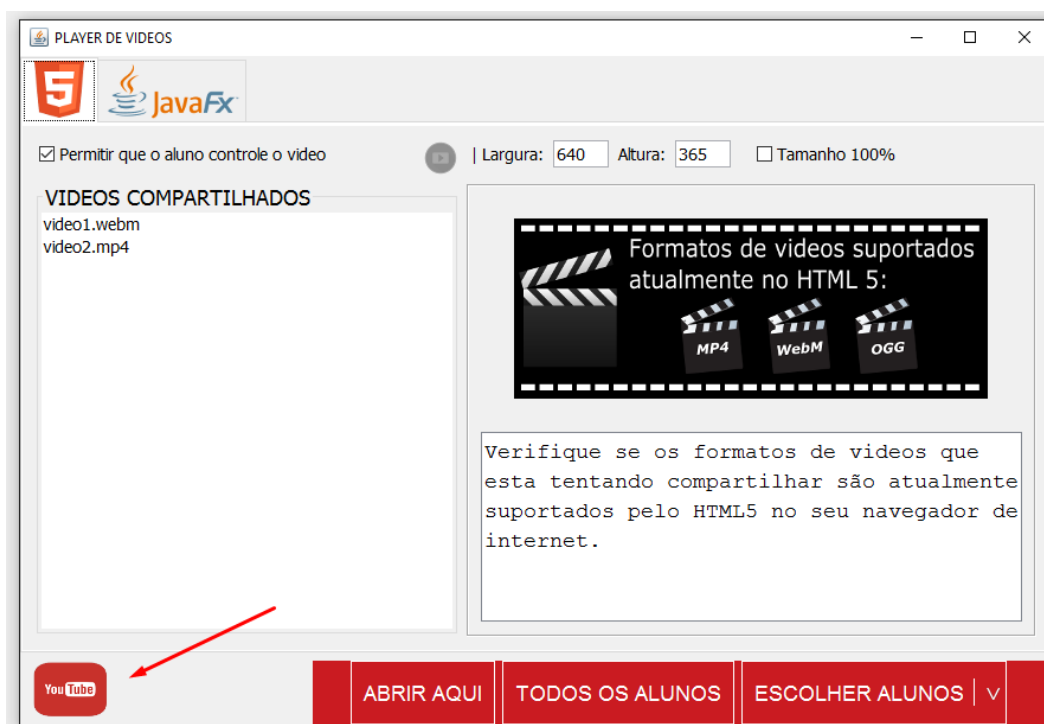 PLAYER DE VIDEOS
5
JavaFx
Permitir que o aluno controle o video
| Largura: 640 Altura: 365 Tamanho 100%
VIDEOS COMPARTILHADOS
video1.webm
video2.mp4
Formatos de videos suportados
atualmente no HTML 5:
MP4 WebM OGG
Verifique se os formatos de videos que
esta tentando compartilhar são atualmente
suportados pelo HTML5 no seu navegador de
internet.
YouTube
ABRIR AQUI TODOS OS ALUNOS ESCOLHER ALUNOS